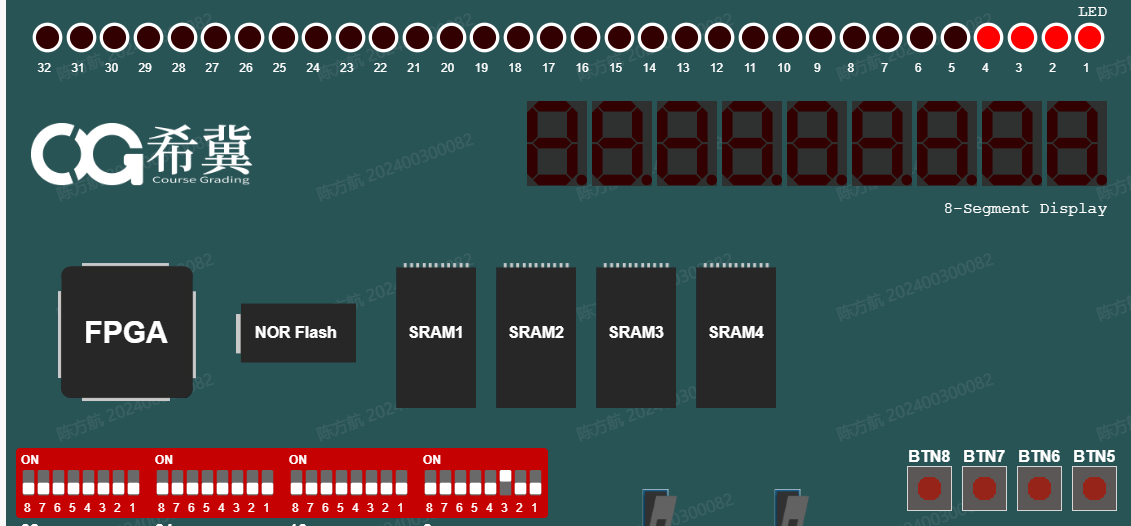 LED
32 31 30 29 28 27 26 25 24 23 22 21 20 19 18 17 16 15 14 13 12 11 10 9 8 7 6 5 4 3 2 1
CG 希冀
Course Grading
8-Segment Display
FPGA
NOR Flash
SRAM1
SRAM2
SRAM3
SRAM4
BTN8 BTN7 BTN6 BTN5
ON ON ON ON
8 7 6 5 4 3 2 1 8 7 6 5 4 3 2 1 8 7 6 5 4 3 2 1 8 7 6 5 4 3 2 1
陈方航 202400300082